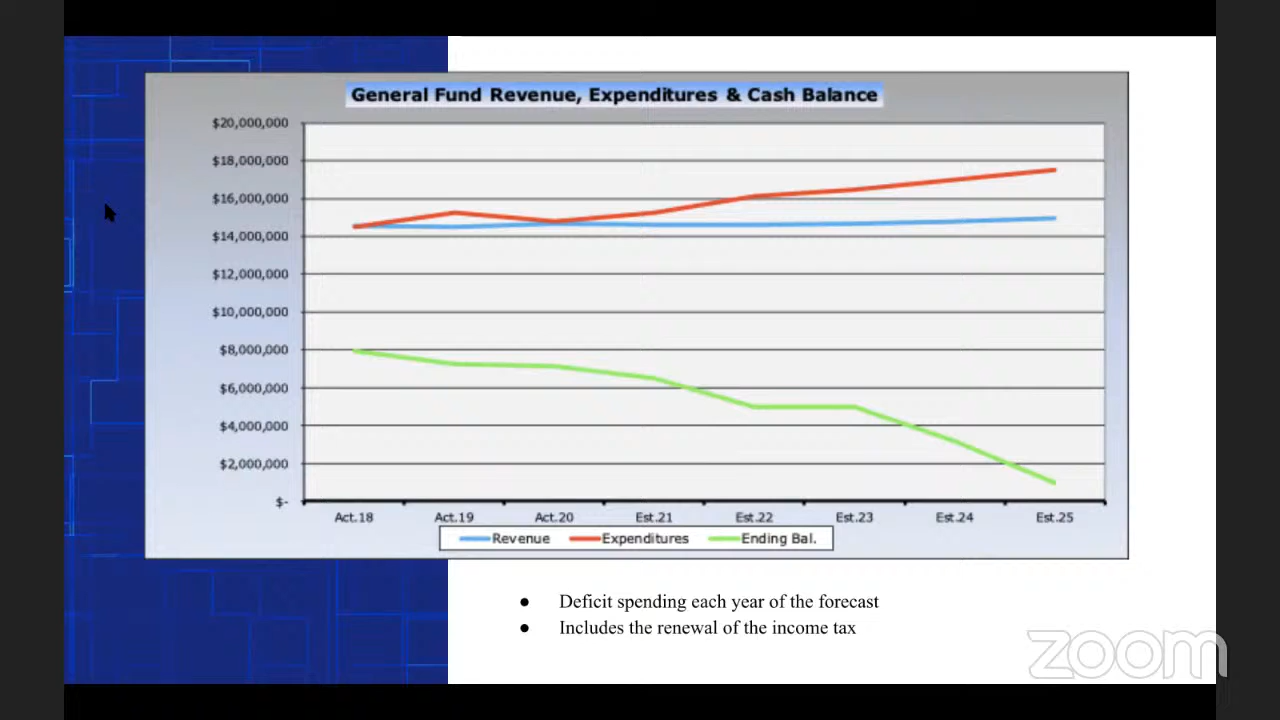 General Fund Revenue, Expenditures & Cash Balance
$20,000,000
$18,000,000
$16,000,000
$14,000,000
$12,000,000
$10,000,000
$8,000,000
$6,000,000
$4,000,000
$2,000,000
$-
Act.18 Act.19 Act.20 Est.21 Est.22 Est.23 Est.24 Est.25
Revenue Expenditures Ending Bal.
● Deficit spending each year of the forecast
● Includes the renewal of the income tax
zoom